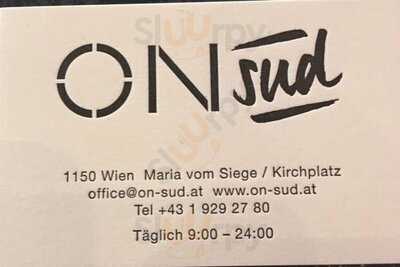 ON sud
1150 Wien Maria vom Siege / Kirchplatz
office@on-sud.at www.on-sud.at
Tel +43 1 929 27 80
Täglich 9:00 – 24:00